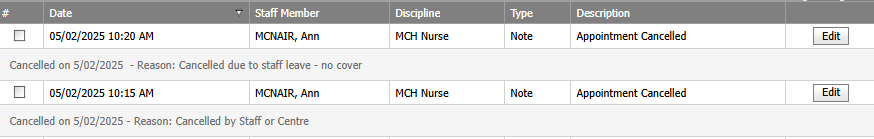 # Date Staff Member Discipline Type Description
05/02/2025 10:20 AM MCNAIR, Ann MCH Nurse Note Appointment Cancelled Edit
Cancelled on 5/02/2025 - Reason: Cancelled due to staff leave - no cover
05/02/2025 10:15 AM MCNAIR, Ann MCH Nurse Note Appointment Cancelled Edit
Cancelled on 5/02/2025 - Reason: Cancelled by Staff or Centre